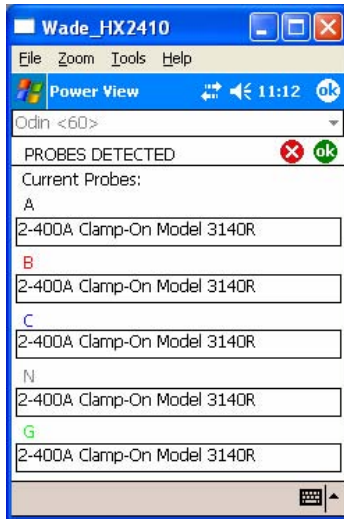 Wade_HX2410
File Zoom Tools Help
Power View 11:12 ok
Odin <60>
PROBES DETECTED ok
Current Probes:
A
2-400A Clamp-On Model 3140R
B
2-400A Clamp-On Model 3140R
C
2-400A Clamp-On Model 3140R
N
2-400A Clamp-On Model 3140R
G
2-400A Clamp-On Model 3140R